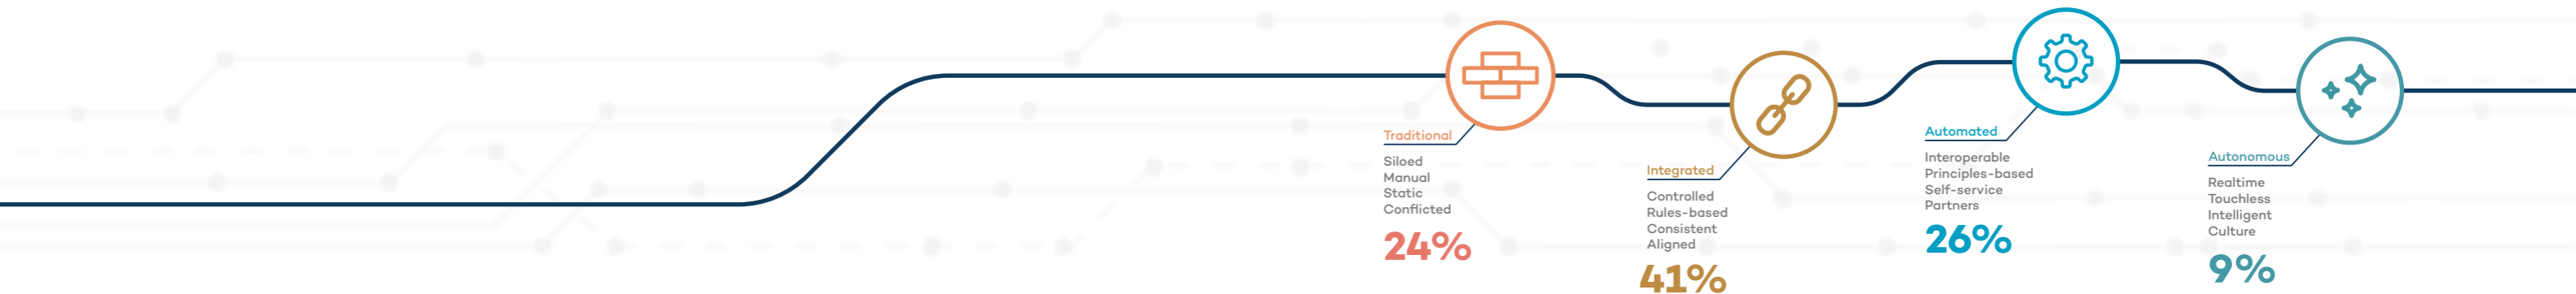 Traditional
Siloed
Manual
Static
Conflicted
24%
Integrated
Controlled
Rules-based
Consistent
Aligned
41%
Automated
Interoperable
Principles-based
Self-service
Partners
26%
Autonomous
Realtime
Touchless
Intelligent
Culture
9%